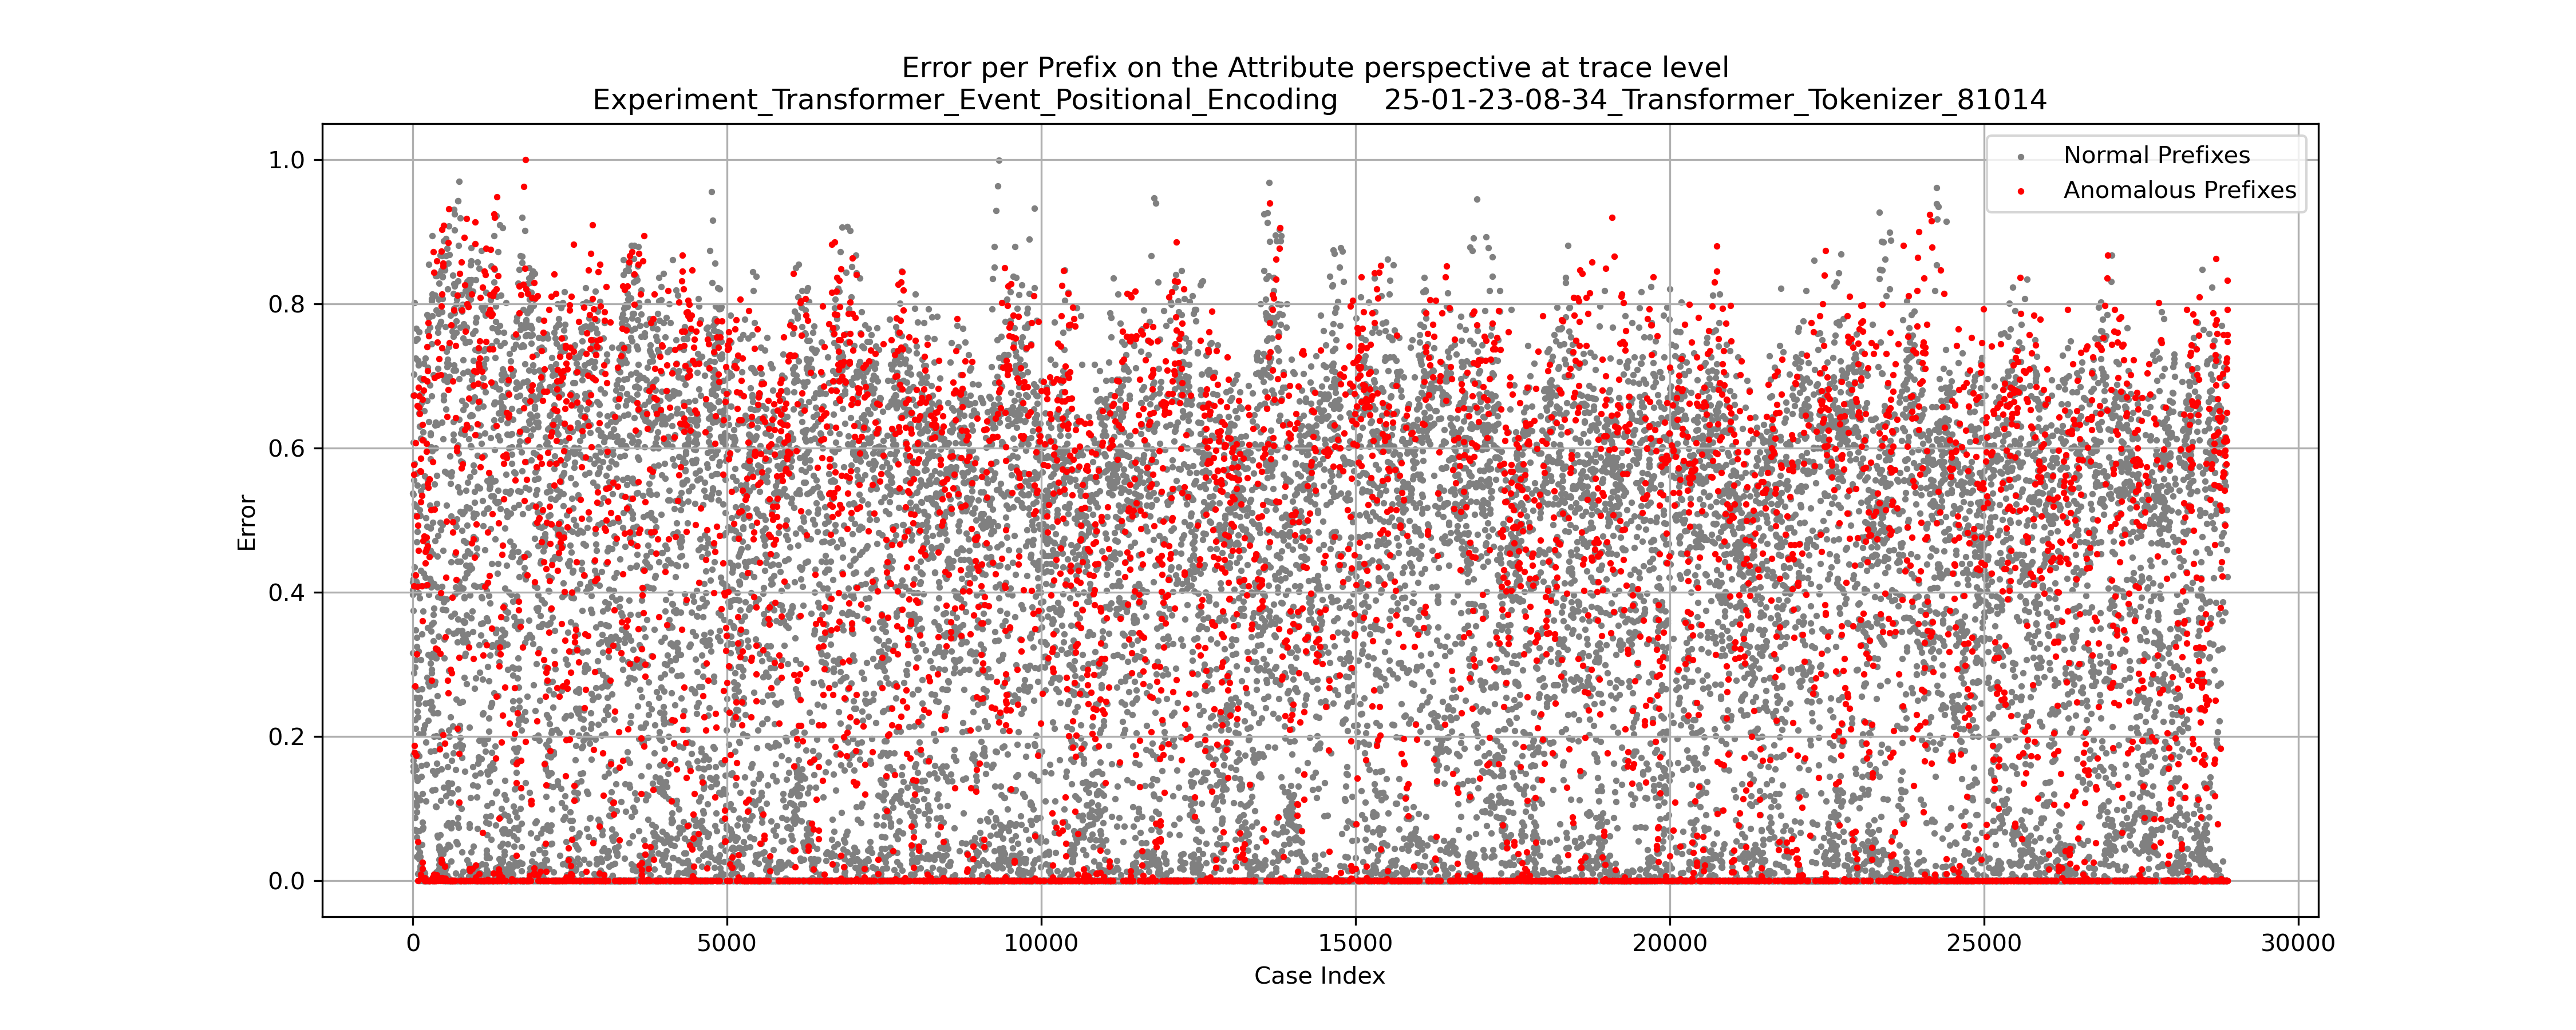 Error per Prefix on the Attribute perspective at trace level
Experiment_Transformer_Event_Positional_Encoding 25-01-23-08-34_Transformer_Tokenizer_81014
Normal Prefixes
Anomalous Prefixes
1.0
0.8
0.6
0.4
0.2
0.0
Error
0 5000 10000 15000 20000 25000 30000
Case Index